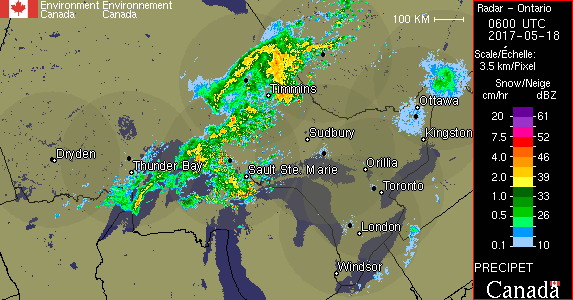 Environment Environnement
Canada Canada
100 KM
Timmins
Ottawa
Sudbury
Kingston
Dryden
Thunder Bay
Sault Ste. Marie
Orillia
Toronto
London
Windsor
Radar - Ontario
0600 UTC
2017-05-18
Scale/Échelle:
3.5 km/Pixel
Snow/Neige
cm/hr dBZ
20 61
7.5 52
4.0 46
2.0 39
1.0 33
0.5 26
0.1 10
PRECIPET
Canada